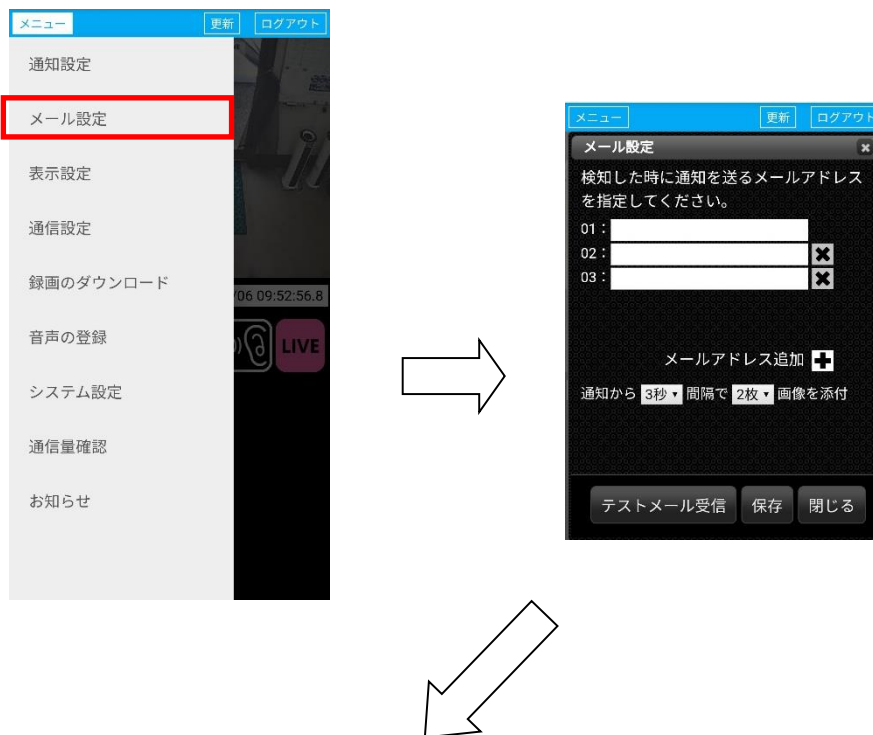 メニュー 更新 ログアウト
通知設定
メール設定
表示設定
通信設定
録画のダウンロード
/06 09:52:56.8
音声の登録
LIVE
システム設定
通信量確認
お知らせ
メニュー 更新 ログアウト
メール設定
検知した時に通知を送るメールアドレス
を指定してください。
01：
02：
03：
メールアドレス追加
通知から 3秒 間隔で 2枚 画像を添付
テストメール受信 保存 閉じる